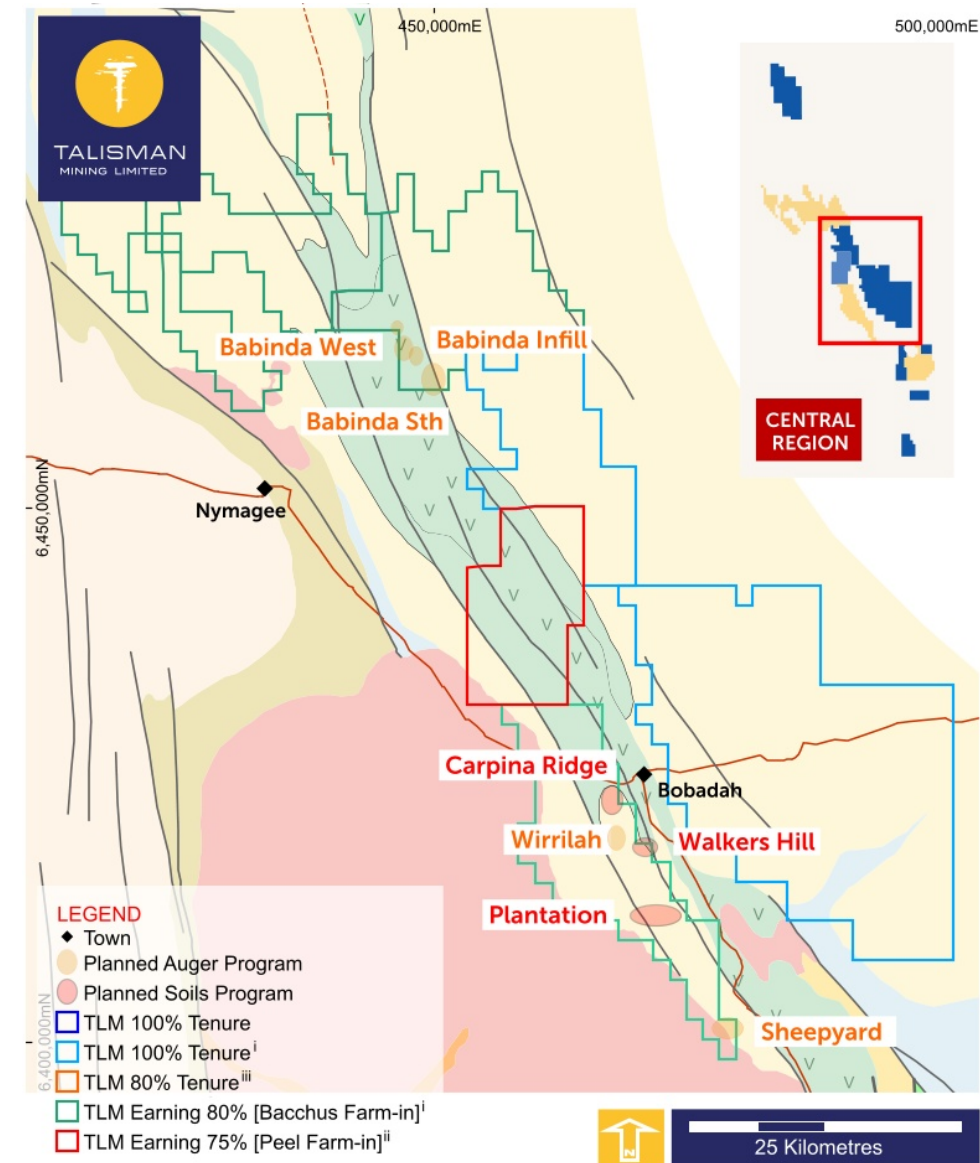 450,000mE
500,000mE
TALISMAN
MINING LIMITED
CENTRAL
REGION
Babinda West
Babinda Infill
Babinda Sth
6,450,000mN
Nymagee
Carpina Ridge
Bobadah
Wirrilah
Walkers Hill
Plantation
Sheepyard
6,400,000mN
LEGEND
Town
Planned Auger Program
Planned Soils Program
TLM 100% Tenure
TLM 100% Tenure i
TLM 80% Tenure iii
TLM Earning 80% [Bacchus Farm-in] i
TLM Earning 75% [Peel Farm-in] ii
N
25 Kilometres